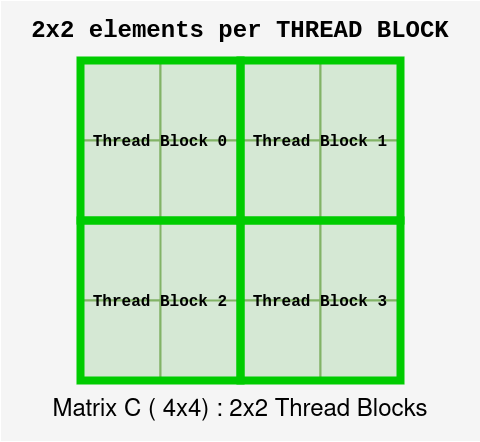 2x2 elements per THREAD BLOCK
Thread Block 0
Thread Block 1
Thread Block 2
Thread Block 3
Matrix C ( 4x4) : 2x2 Thread Blocks